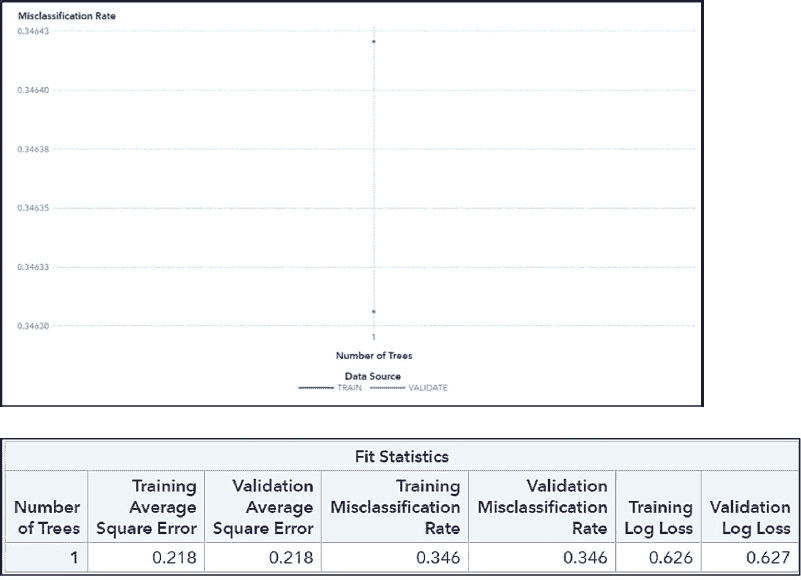 Misclassification Rate
0.34643
0.34640
0.34638
0.34635
0.34633
0.34630
1
Number of Trees
Data Source
TRAIN VALIDATE
Fit Statistics
Number of Trees Training Average Square Error Validation Average Square Error Training Misclassification Rate Validation Misclassification Rate Training Log Loss Validation Log Loss
1 0.218 0.218 0.346 0.346 0.626 0.627